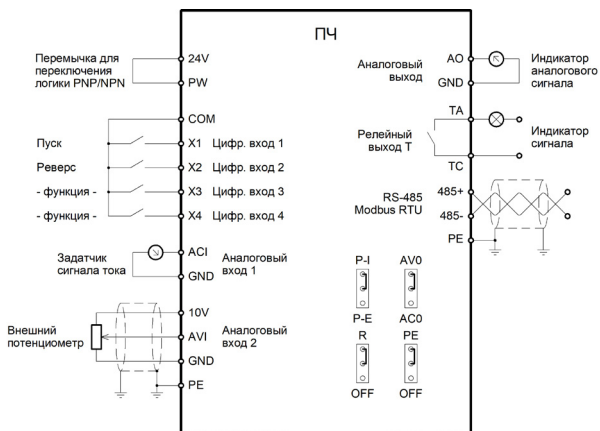 ПЧ
Перемычка для
переключения
логики PNP/NPN
24V
PW
COM
Пуск
X1 Цифр. вход 1
Реверс
X2 Цифр. вход 2
- функция -
X3 Цифр. вход 3
- функция -
X4 Цифр. вход 4
Задатчик
сигнала тока
ACI
GND
Аналоговый
вход 1
Внешний
потенциометр
10V
AVI
GND
PE
Аналоговый
вход 2
Аналоговый
выход
AO
GND
Индикатор
аналогового
сигнала
Релейный
выход Т
TA
TC
Индикатор
сигнала
RS-485
Modbus RTU
485+
485-
PE
P-I
AV0
P-E
AC0
R
PE
OFF
OFF